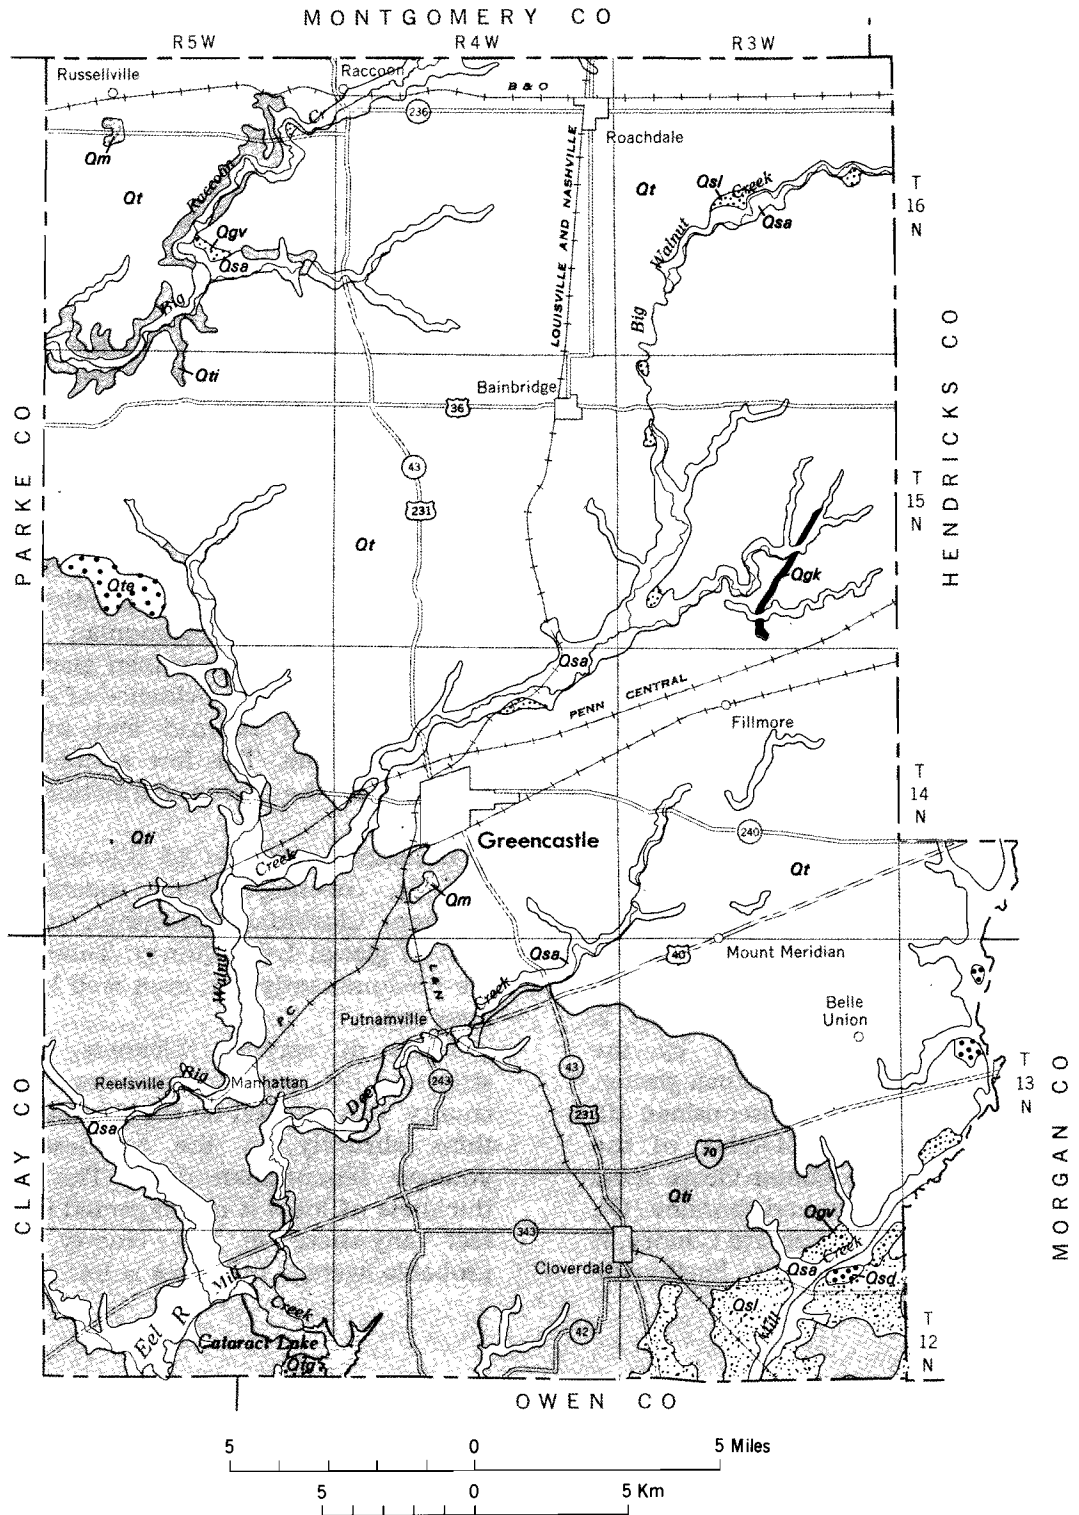 MONTGOMERY CO
R5W R4W R3W
Russellville
Raccoon
B & O
236
Roachdale
Qm
Cr
Raccoon
Qt
Qgv
Qsa
Big
Qti
LOUISVILLE AND NASHVILLE
Qt
Qsl
Creek
Qsa
Walnut
Big
T
16
N
Bainbridge
36
43
231
Qt
PARKE CO
HENDRICKS CO
T
15
N
Qte
Qgk
Qsa
PENN CENTRAL
Fillmore
T
14
N
Qti
Greencastle
240
Creek
Qm
Qt
Walnut
Qsa
40
Mount Meridian
L & N
Creek
P C
Putnamville
Belle
Union
Reelsville
Big
Manhattan
243
Deer
43
231
T
13
N
Qsa
CLAY CO
MORGAN CO
70
Qti
Qgv
343
Creek
Cloverdale
Qsa
Qsd
Mill
Creek
Qsl
Mill
Eel R
Cataract Lake
42
T
12
N
OWEN CO
5 0 5 Miles
5 0 5 Km